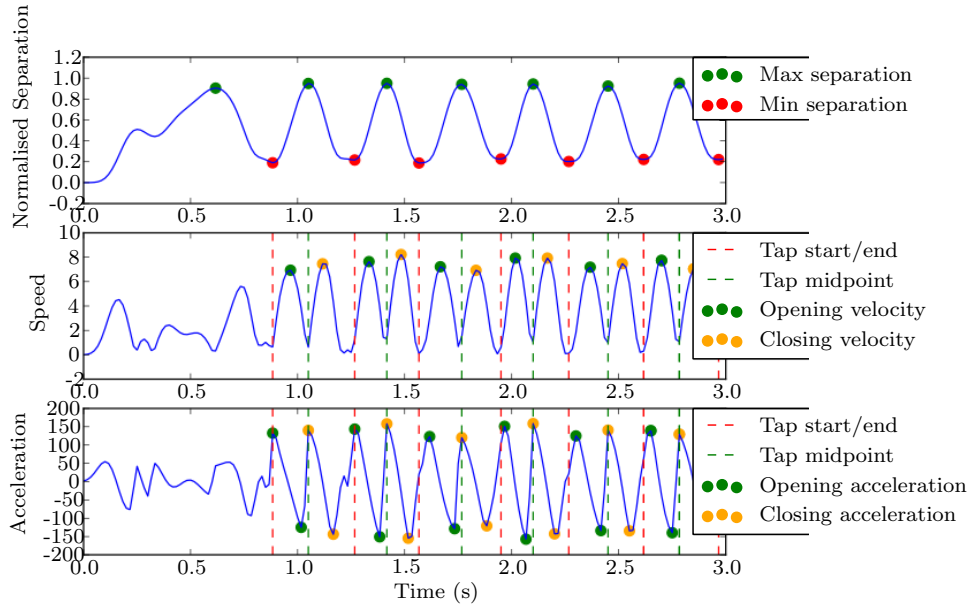 Normalised Separation
1.2
1.0
0.8
0.6
0.4
0.2
0.0
-0.2
0.0 0.5 1.0 1.5 2.0 2.5 3.0
Max separation
Min separation
Speed
10
8
6
4
2
0
-2
0.0 0.5 1.0 1.5 2.0 2.5 3.0
Tap start/end
Tap midpoint
Opening velocity
Closing velocity
Acceleration
200
150
100
50
0
-50
-100
-150
-200
0.0 0.5 1.0 1.5 2.0 2.5 3.0
Time (s)
Tap start/end
Tap midpoint
Opening acceleration
Closing acceleration